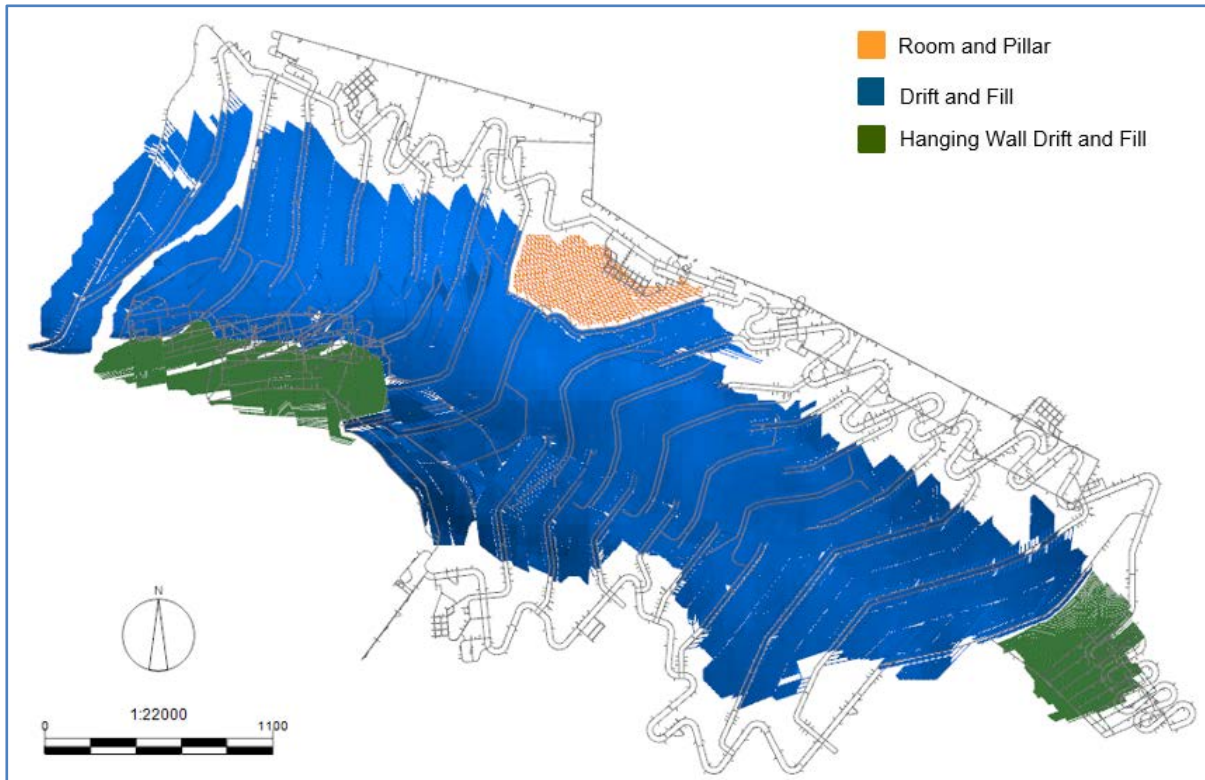 Room and Pillar
Drift and Fill
Hanging Wall Drift and Fill
N
1:22000
0 1100